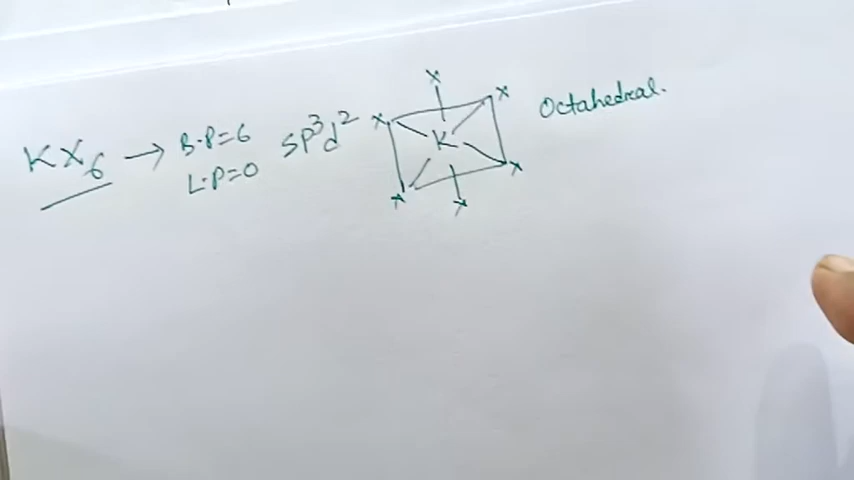 KX6 → B.P=6 sp³d² Octahedral.
L.P=0
X
X X
K
X X
X